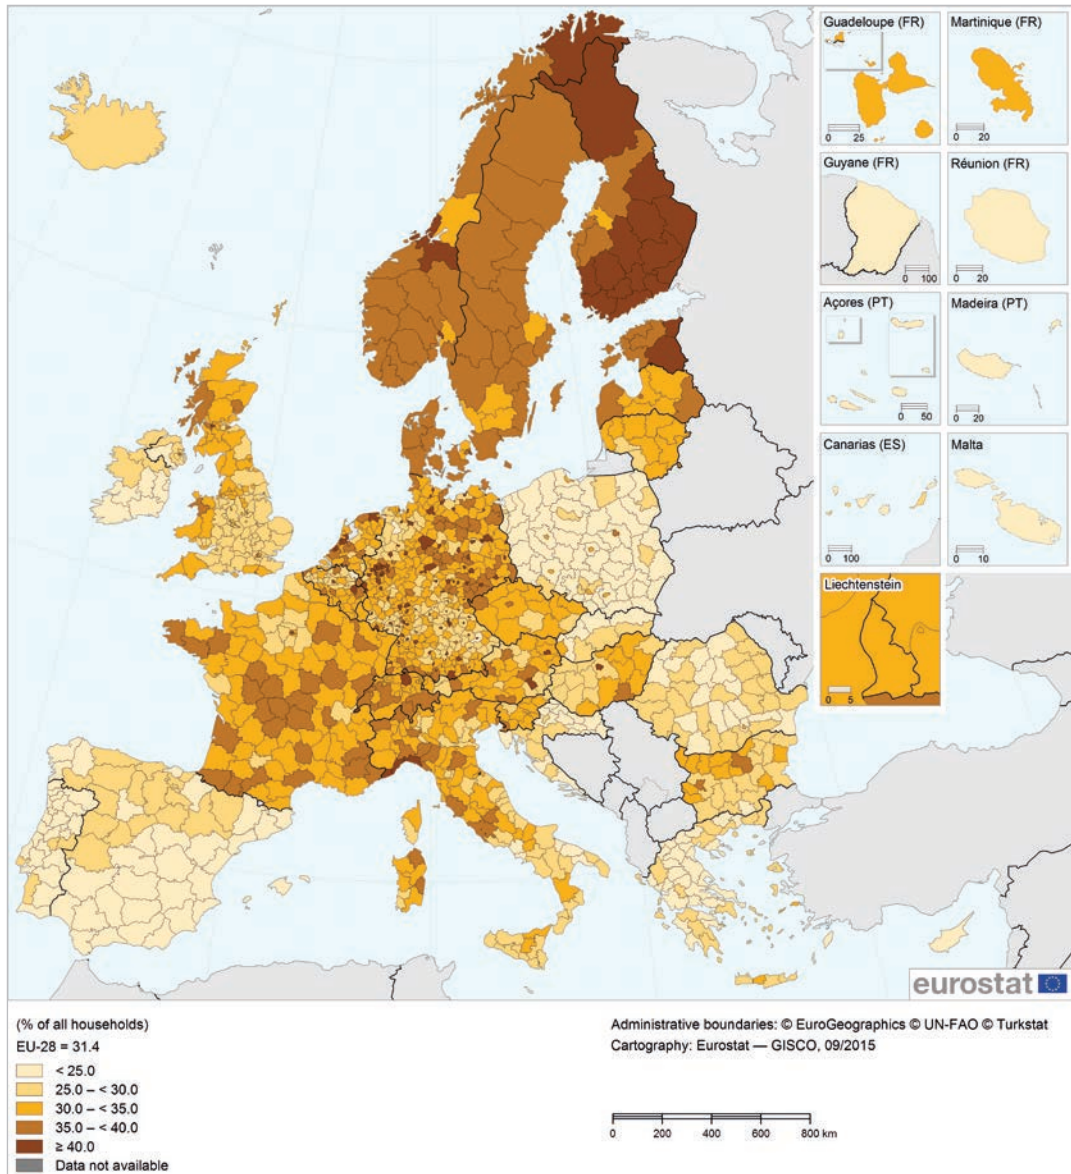 Guadeloupe (FR)
0 25
Martinique (FR)
0 20
Guyane (FR)
0 100
Réunion (FR)
0 20
Açores (PT)
0 50
Madeira (PT)
0 20
Canarias (ES)
0 100
Malta
0 10
Liechtenstein
0 5
eurostat
(% of all households)
EU-28 = 31.4
< 25.0
25.0 – < 30.0
30.0 – < 35.0
35.0 – < 40.0
≥ 40.0
Data not available
Administrative boundaries: © EuroGeographics © UN-FAO © Turkstat
Cartography: Eurostat — GISCO, 09/2015
0 200 400 600 800 km